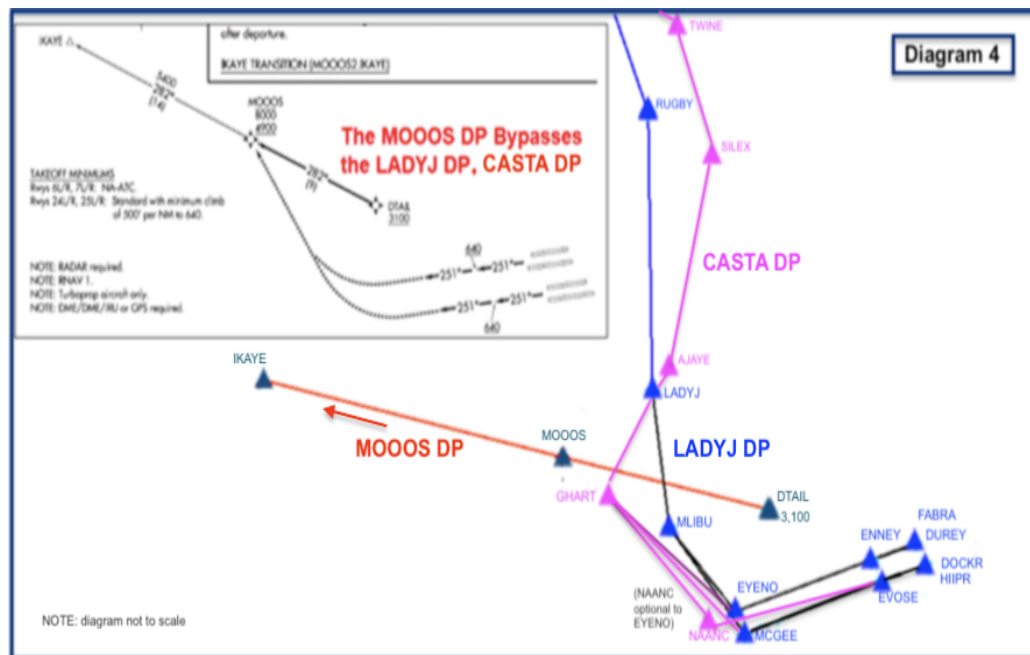 after departure.
IKAYE TRANSITION (MOOOS2.IKAYE)
IKAYE
5400
282°
(14)
MOOOS
8000
4900
The MOOOS DP Bypasses
the LADYJ DP, CASTA DP
282°
(9)
DTAIL
3100
TAKEOFF MINIMUMS
Rwys 6L/R, 7L/R: NA-ATC.
Rwys 24L/R, 25L/R: Standard with minimum climb
of 500' per NM to 640.
NOTE: RADAR required.
NOTE: RNAV 1.
NOTE: Turboprop aircraft only.
NOTE: DME/DME/IRU or GPS required.
640
251°
251°
251°
251°
640
Diagram 4
TWINE
RUGBY
SILEX
CASTA DP
AJAYE
LADYJ
IKAYE
MOOOS DP
MOOOS
LADYJ DP
GHART
DTAIL
3,100
MLIBU
FABRA
ENNEY
DUREY
DOCKR
HIIPR
EVOSE
EYENO
(NAANC
optional to
EYENO)
NAANC
MCGEE
NOTE: diagram not to scale